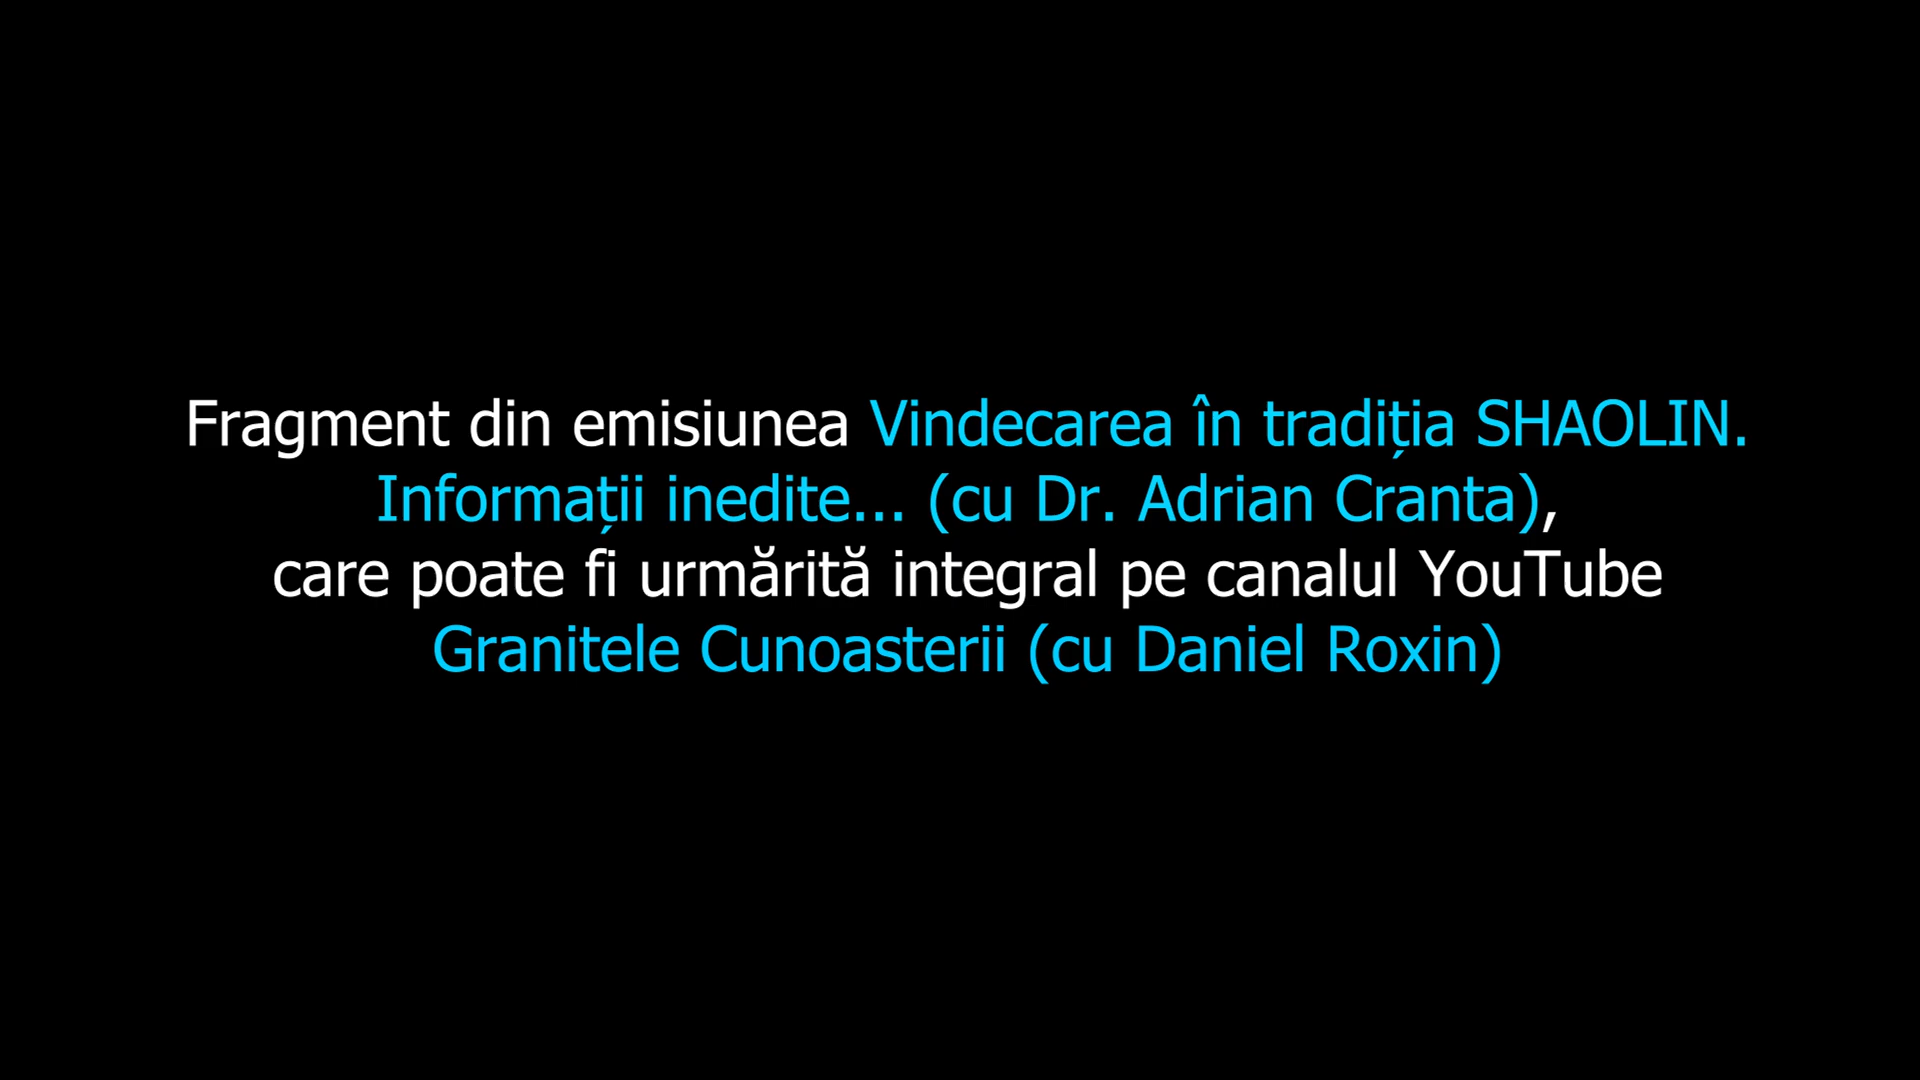 Fragment din emisiunea Vindecarea în tradiția SHAOLIN.
Informații inedite... (cu Dr. Adrian Cranta),
care poate fi urmărită integral pe canalul YouTube
Granitele Cunoasterii (cu Daniel Roxin)